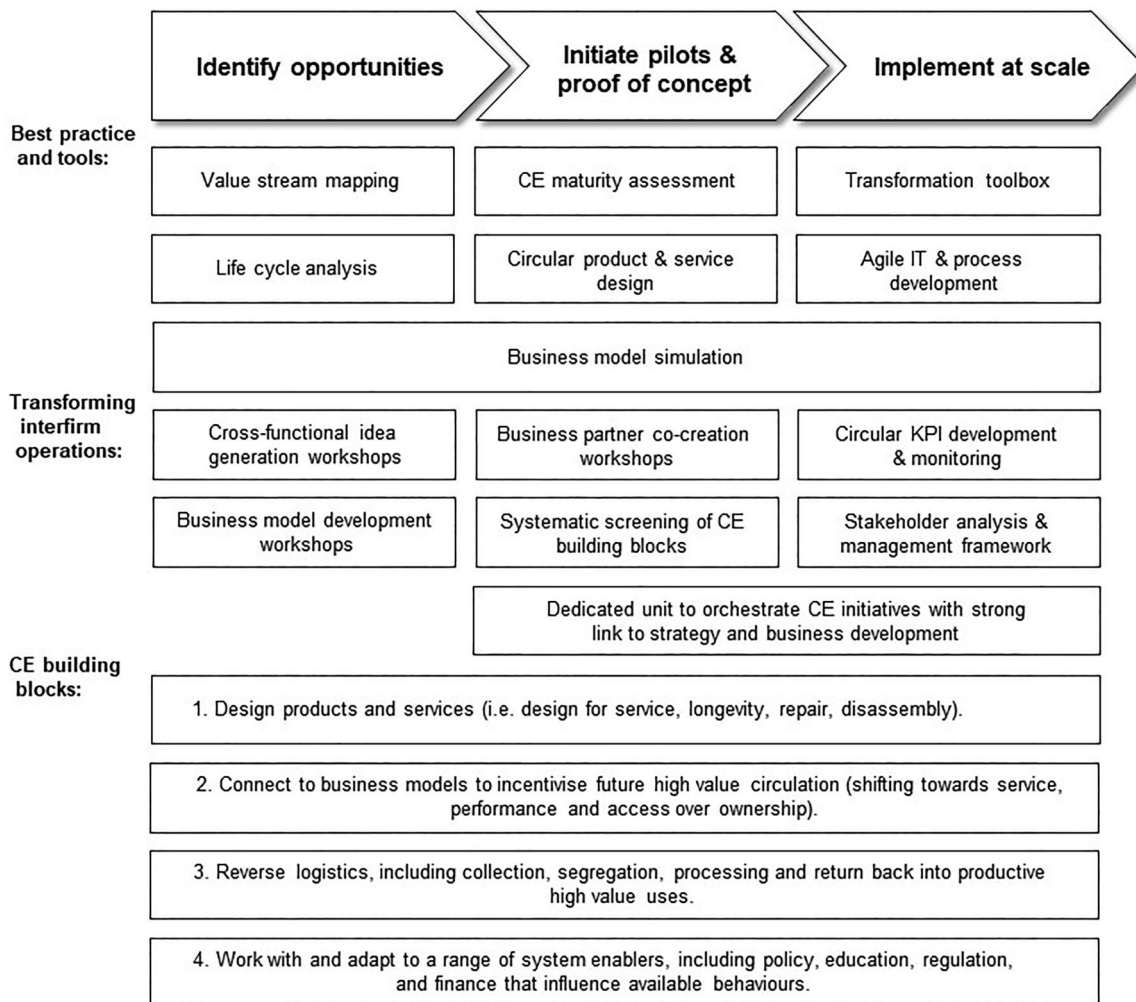 Identify opportunities
Initiate pilots &
proof of concept
Implement at scale
Best practice
and tools:
Value stream mapping
CE maturity assessment
Transformation toolbox
Life cycle analysis
Circular product & service
design
Agile IT & process
development
Business model simulation
Transforming
interfirm
operations:
Cross-functional idea
generation workshops
Business partner co-creation
workshops
Circular KPI development
& monitoring
Business model development
workshops
Systematic screening of CE
building blocks
Stakeholder analysis &
management framework
Dedicated unit to orchestrate CE initiatives with strong
link to strategy and business development
CE building
blocks:
1. Design products and services (i.e. design for service, longevity, repair, disassembly).
2. Connect to business models to incentivise future high value circulation (shifting towards service,
performance and access over ownership).
3. Reverse logistics, including collection, segregation, processing and return back into productive
high value uses.
4. Work with and adapt to a range of system enablers, including policy, education, regulation,
and finance that influence available behaviours.